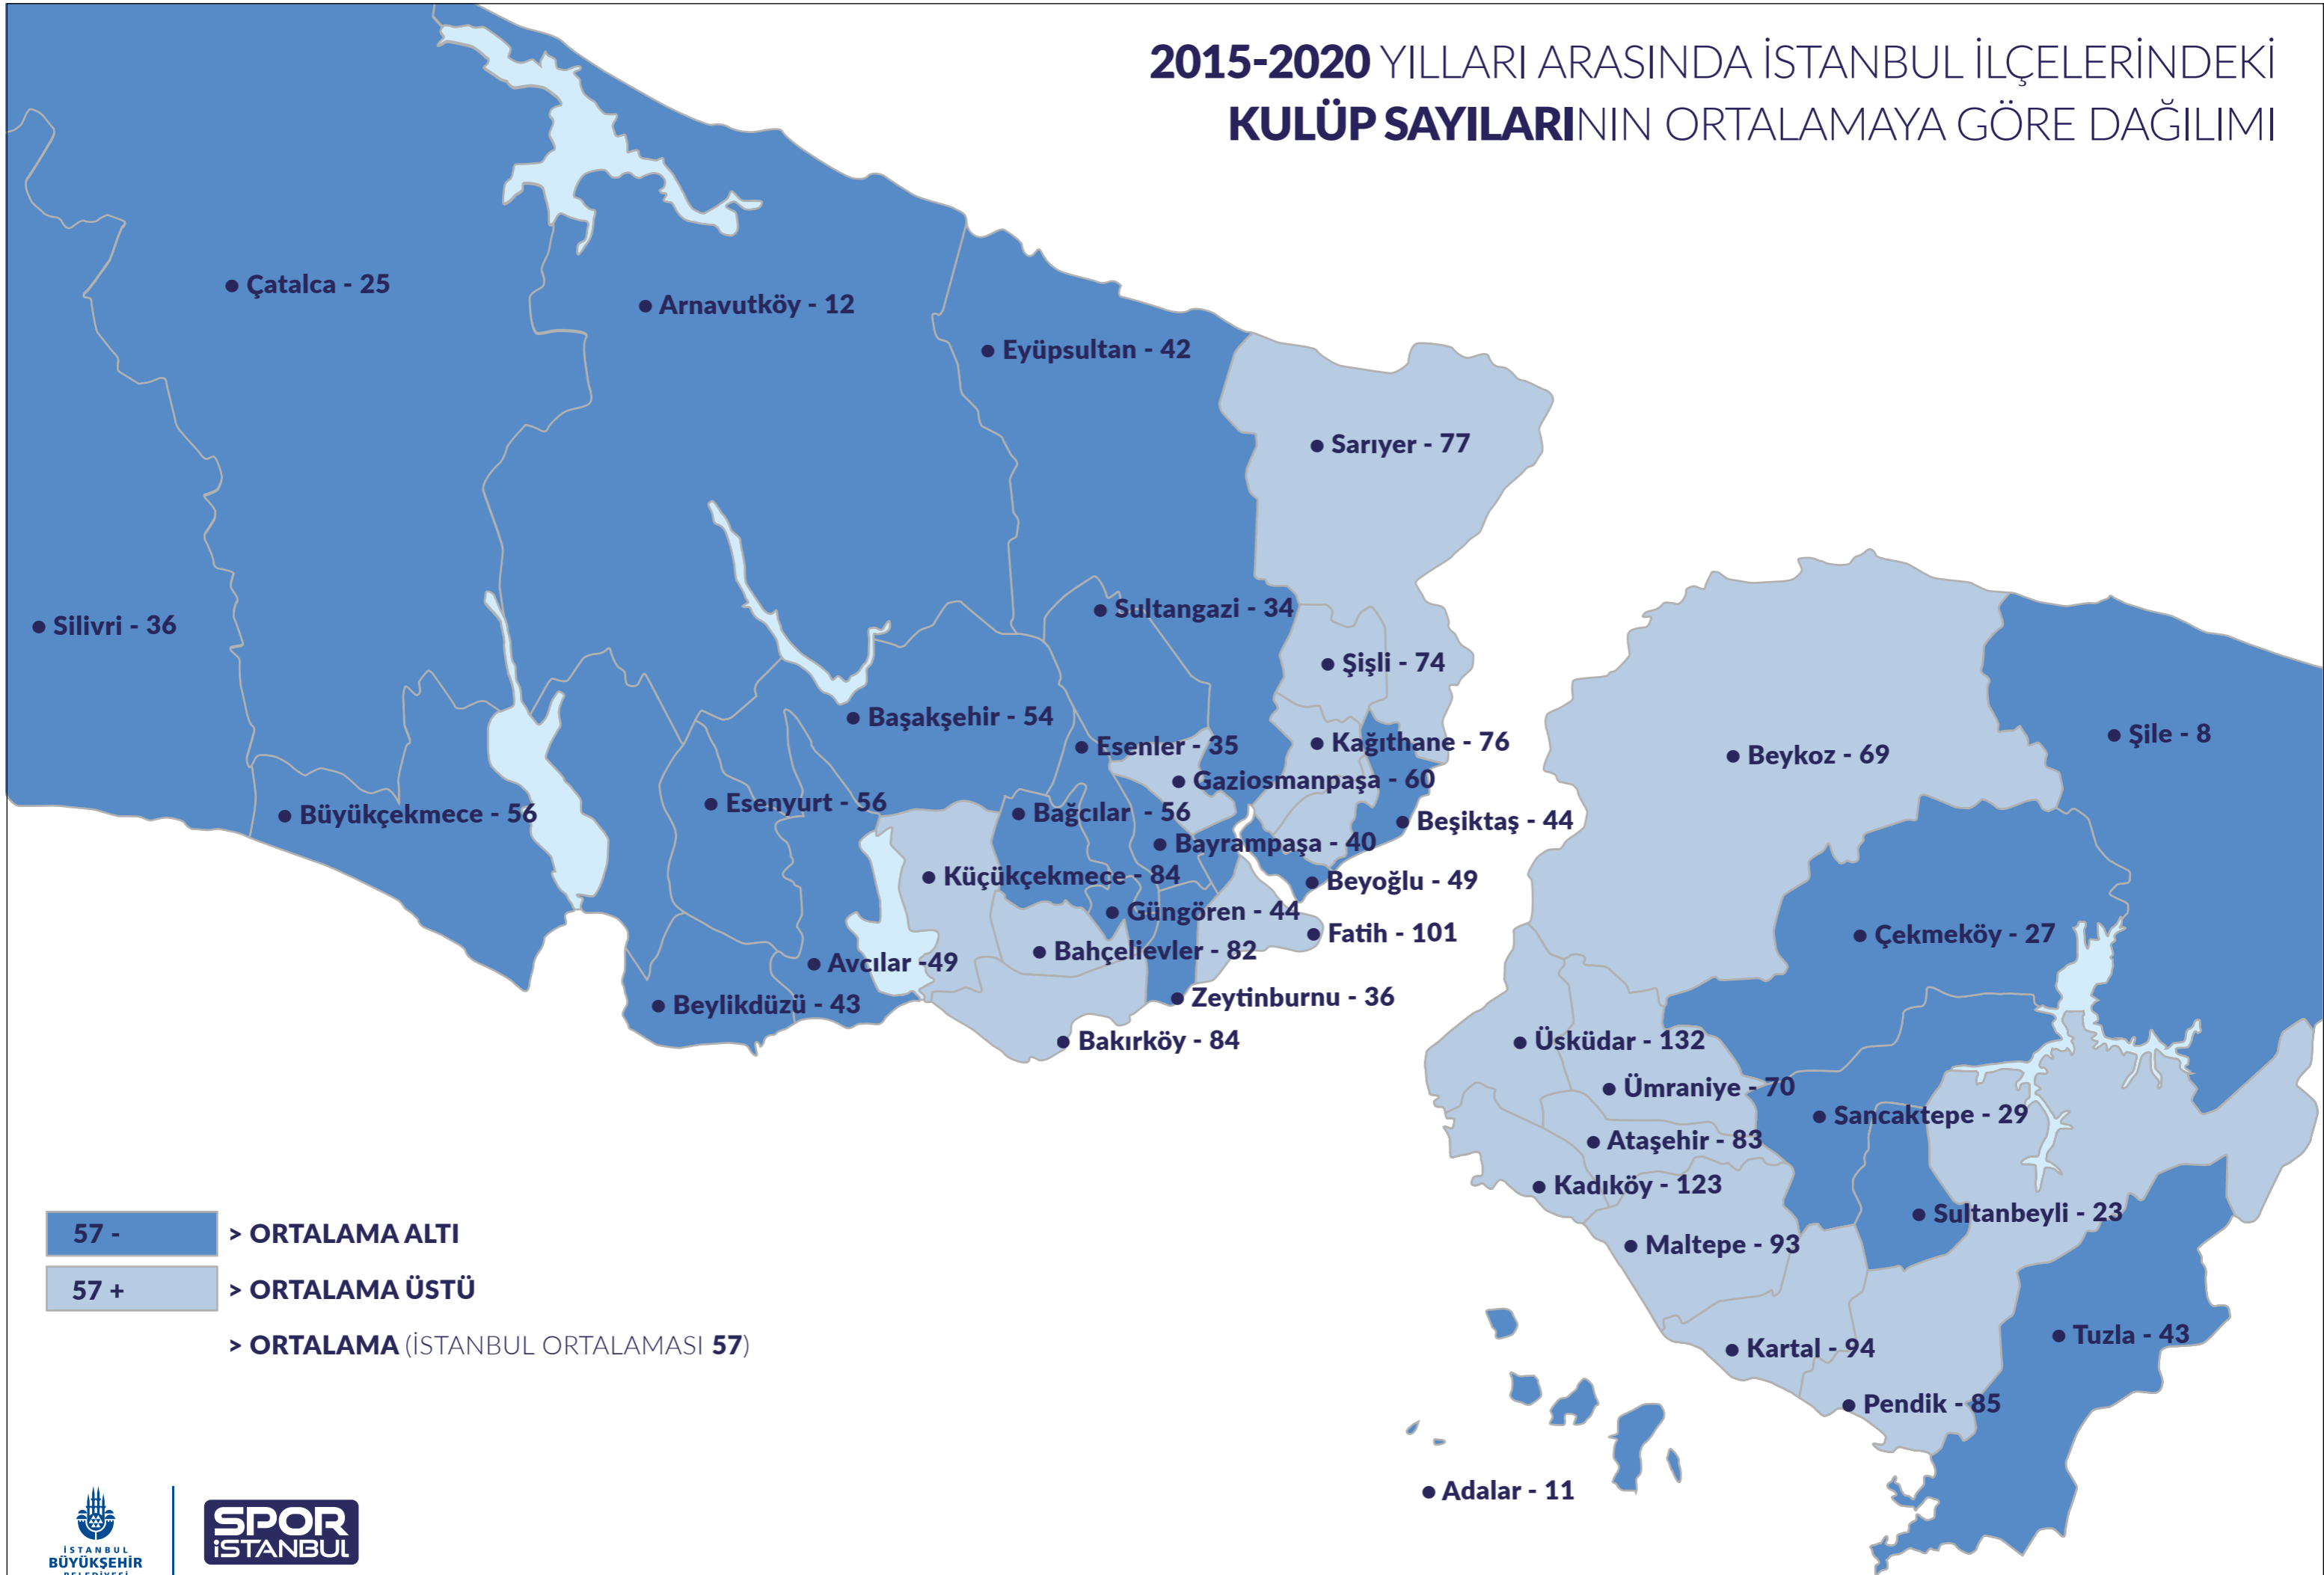 2015-2020 YILLARI ARASINDA İSTANBUL İLÇELERİNDEKİ
KULÜP SAYILARININ ORTALAMAYA GÖRE DAĞILIMI
Çatalca - 25
Arnavutköy - 12
Eyüpsultan - 42
Sarıyer - 77
Silivri - 36
Sultangazi - 34
Şişli - 74
Başakşehir - 54
Esenler - 35
Kağıthane - 76
Şile - 8
Beykoz - 69
Gaziosmanpaşa - 60
Esenyurt - 56
Büyükçekmece - 56
Bağcılar - 56
Beşiktaş - 44
Bayrampaşa - 40
Küçükçekmece - 84
Beyoğlu - 49
Güngören - 44
Fatih - 101
Çekmeköy - 27
Bahçelievler - 82
Avcılar -49
Zeytinburnu - 36
Beylikdüzü - 43
Bakırköy - 84
Üsküdar - 132
Ümraniye - 70
Sancaktepe - 29
Ataşehir - 83
Kadıköy - 123
Sultanbeyli - 23
Maltepe - 93
Tuzla - 43
Kartal - 94
Pendik - 85
Adalar - 11
57 - > ORTALAMA ALTI
57 + > ORTALAMA ÜSTÜ
> ORTALAMA (İSTANBUL ORTALAMASI 57)
İSTANBUL
BÜYÜKŞEHİR
BELEDİYESİ
SPOR
İSTANBUL